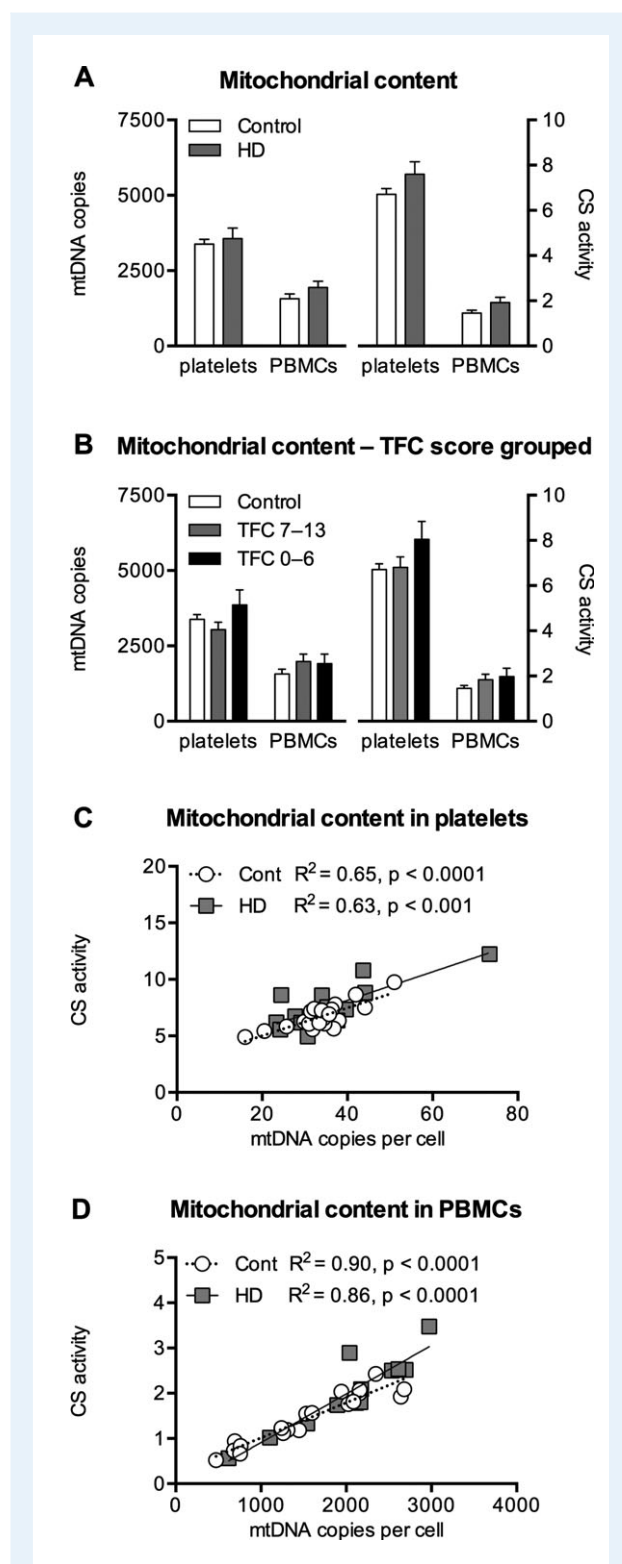 A Mitochondrial content
7500
5000
2500
0
mtDNA copies
Control
HD
10
8
6
4
2
0
CS activity
platelets PBMCs platelets PBMCs
B Mitochondrial content – TFC score grouped
7500
5000
2500
0
mtDNA copies
Control
TFC 7–13
TFC 0–6
10
8
6
4
2
0
CS activity
platelets PBMCs platelets PBMCs
C Mitochondrial content in platelets
20
15
10
5
0
CS activity
Cont R² = 0.65, p < 0.0001
HD R² = 0.63, p < 0.001
0 20 40 60 80
mtDNA copies per cell
D Mitochondrial content in PBMCs
5
4
3
2
1
0
CS activity
Cont R² = 0.90, p < 0.0001
HD R² = 0.86, p < 0.0001
0 1000 2000 3000 4000
mtDNA copies per cell